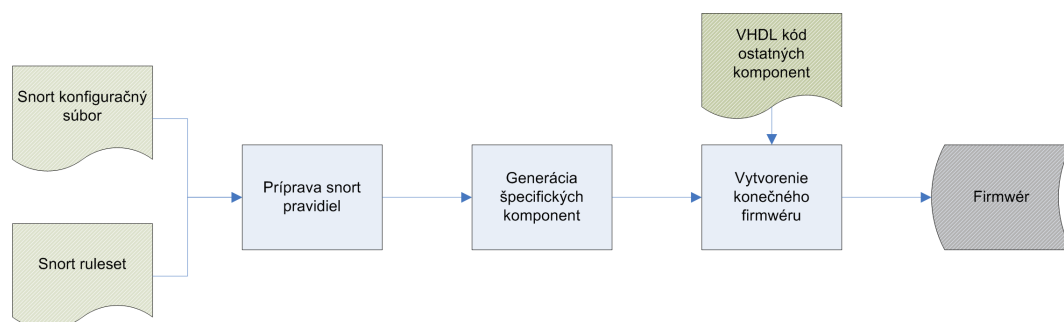 VHDL kód
ostatných
komponent
Snort konfiguračný
súbor
Príprava snort
pravidiel
Generácia
špecifických
komponent
Vytvorenie
konečného
firmwéru
Firmwér
Snort ruleset